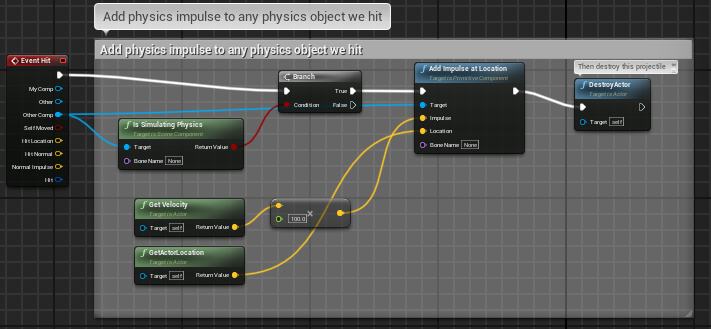 Add physics impulse to any physics object we hit
Add physics impulse to any physics object we hit
Event Hit
My Comp
Other
Other Comp
Self Moved
Hit Location
Hit Normal
Normal Impulse
Hit
Is Simulating Physics
Target is Scene Component
Target Return Value
Bone Name None
Branch
True
Condition False
Add Impulse at Location
Target is Primitive Component
Target
Impulse
Location
Bone Name None
Then destroy this projectile
DestroyActor
Target is Actor
Target self
Get Velocity
Target is Actor
Target self Return Value
100.0 ×
GetActorLocation
Target is Actor
Target self Return Value